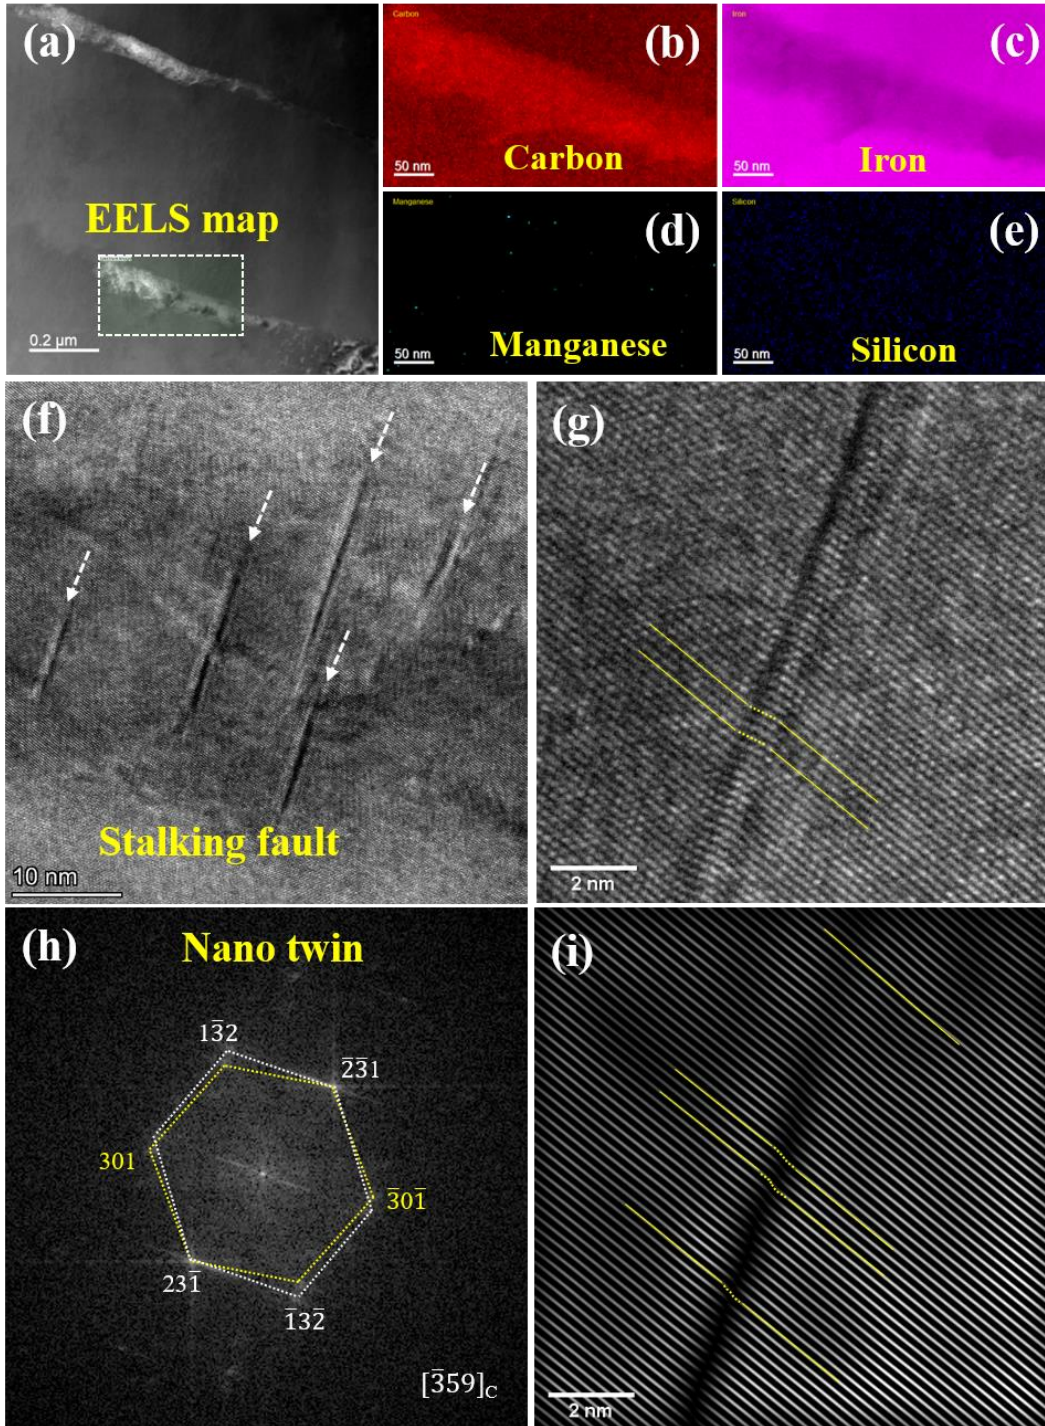 (a)
EELS map
0.2 µm
Carbon
(b)
Carbon
50 nm
Iron
(c)
Iron
50 nm
Manganese
(d)
Manganese
50 nm
Silicon
(e)
Silicon
50 nm
(f)
Stalking fault
10 nm
(g)
2 nm
(h)
Nano twin
13̅2
2̅3̅1
301
3̅01̅
231̅
1̅32̅
[3̅59]C
(i)
2 nm